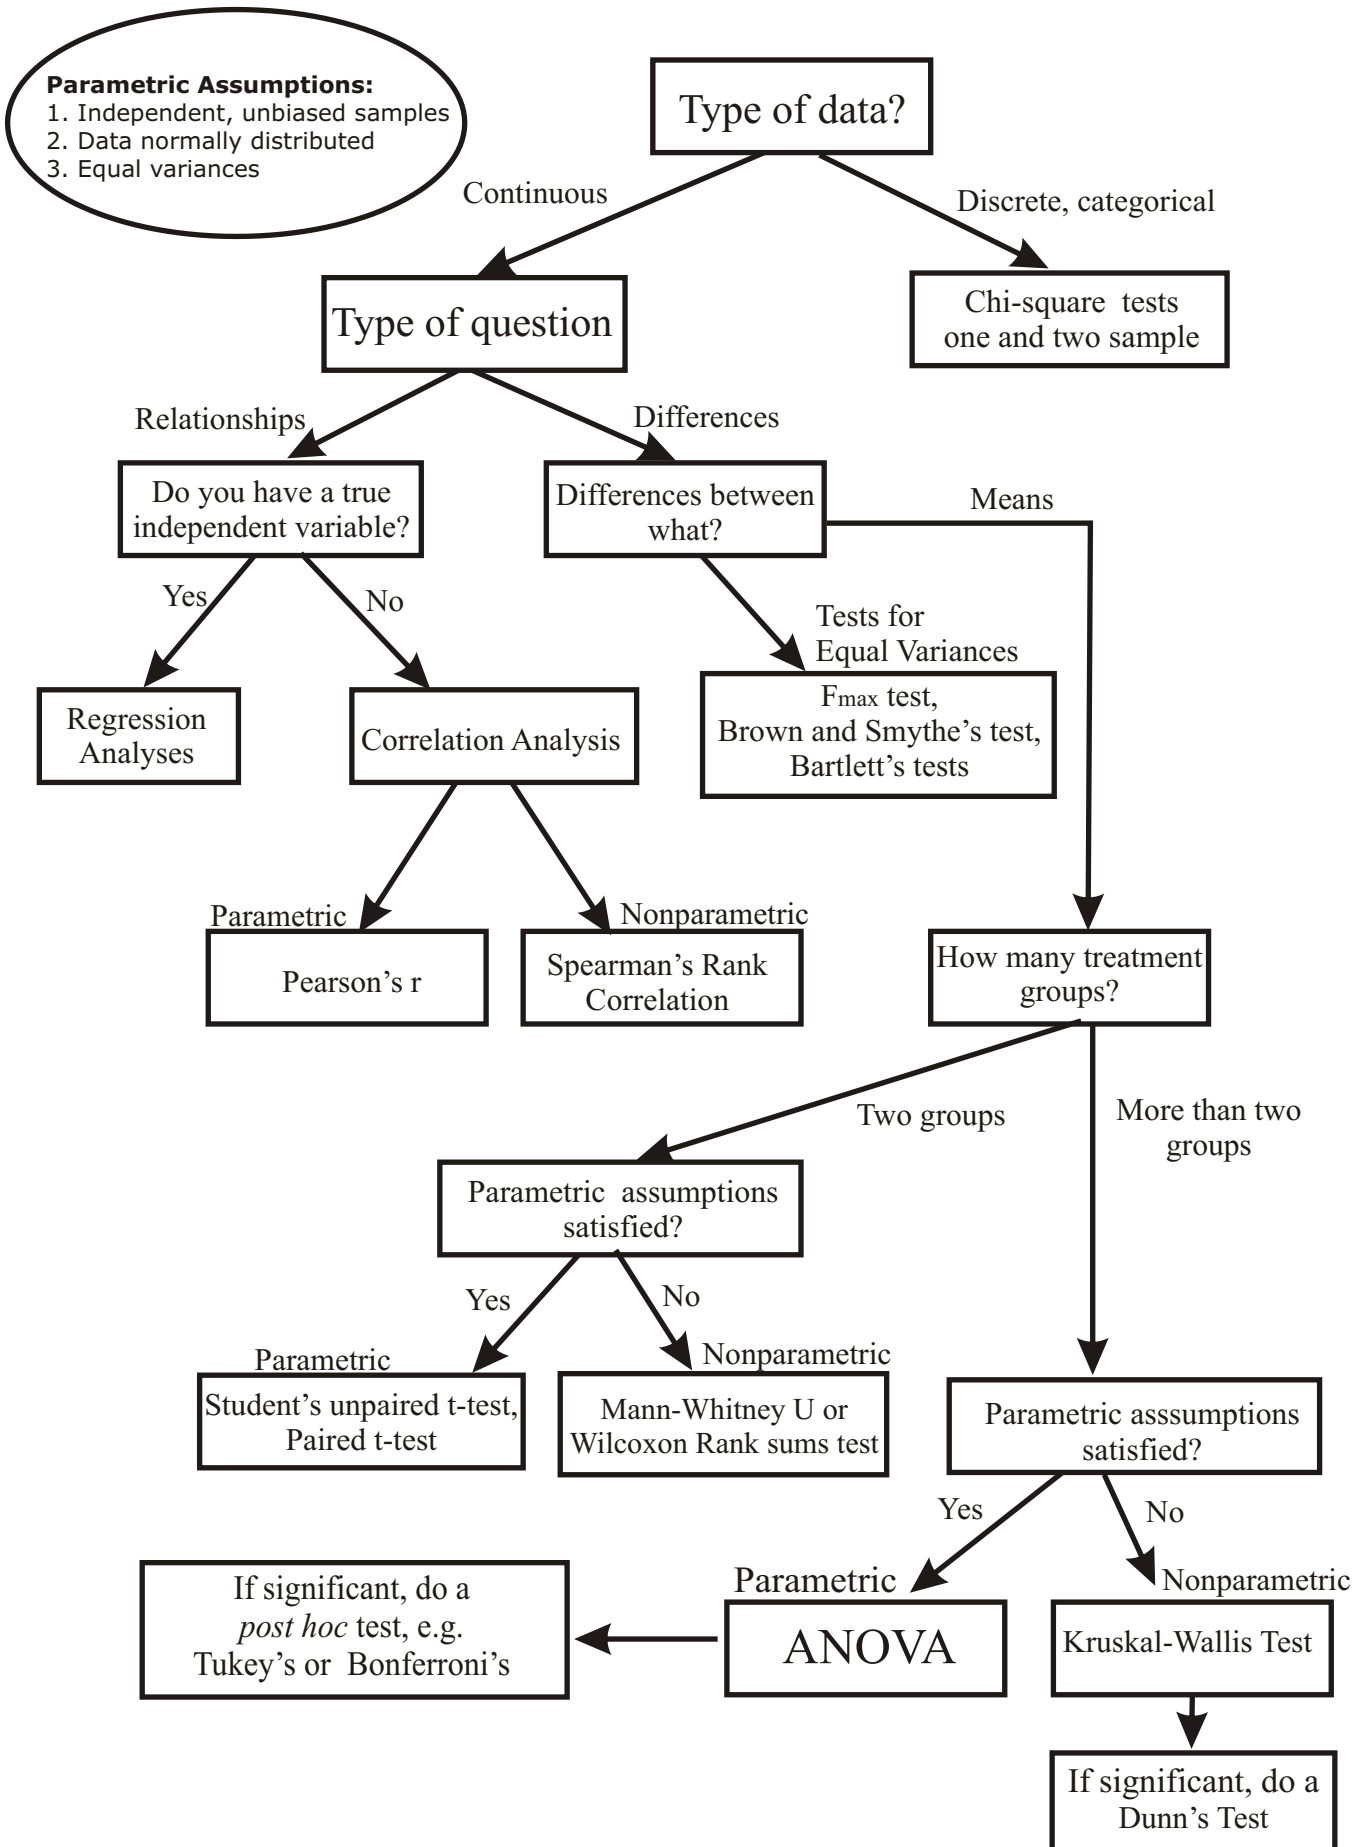 Parametric Assumptions:
1. Independent, unbiased samples
2. Data normally distributed
3. Equal variances
Type of data?
Continuous
Discrete, categorical
Chi-square tests
one and two sample
Type of question
Relationships
Differences
Do you have a true
independent variable?
Differences between
what?
Means
Yes
No
Tests for
Equal Variances
Regression
Analyses
Correlation Analysis
Fmax test,
Brown and Smythe’s test,
Bartlett’s tests
Parametric
Nonparametric
Pearson’s r
Spearman’s Rank
Correlation
How many treatment
groups?
Two groups
More than two
groups
Parametric assumptions
satisfied?
Yes
No
Parametric
Nonparametric
Student’s unpaired t-test,
Paired t-test
Mann-Whitney U or
Wilcoxon Rank sums test
Parametric asssumptions
satisfied?
Yes
No
Parametric
Nonparametric
If significant, do a
post hoc test, e.g.
Tukey’s or Bonferroni’s
ANOVA
Kruskal-Wallis Test
If significant, do a
Dunn’s Test